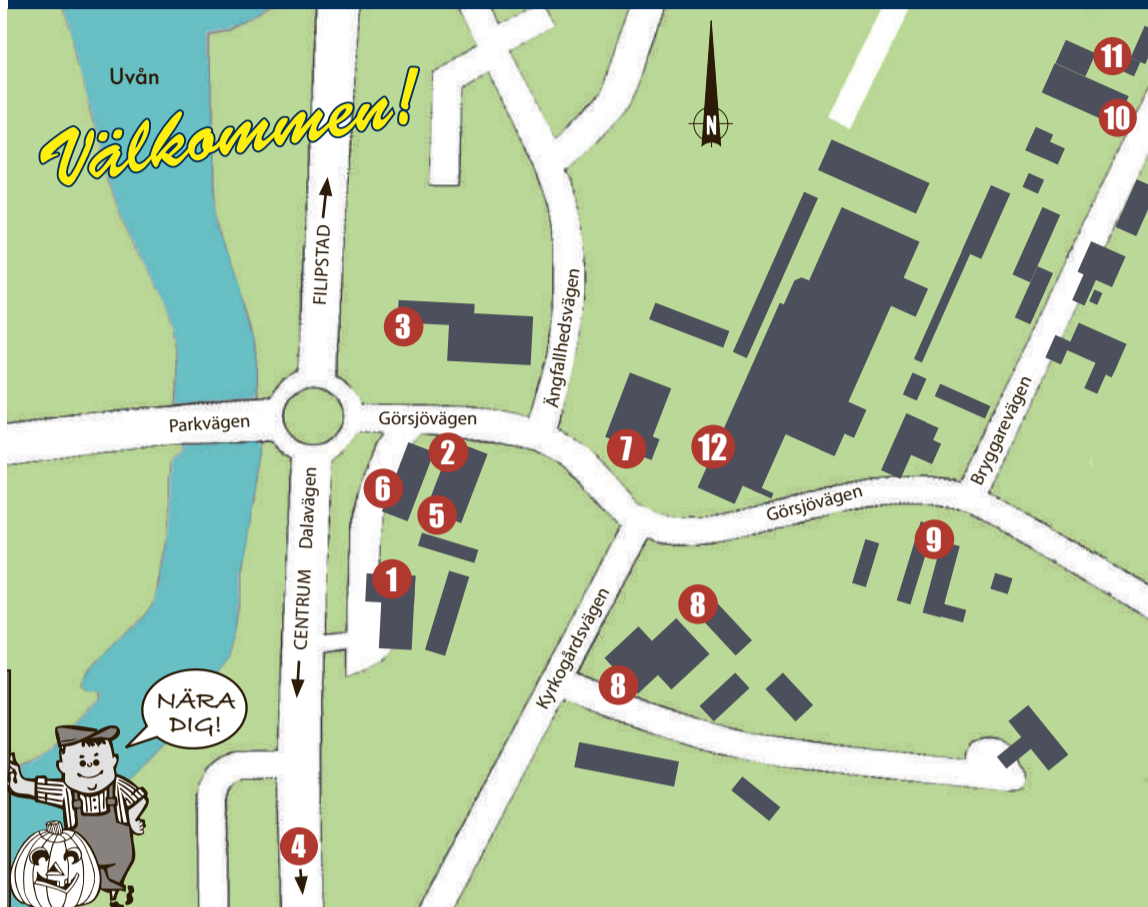 Uvån
Välkommen!
N
11
10
FILIPSTAD
Ängfallhedsvägen
3
Parkvägen
Görsjövägen
2
7
12
6
5
Dalavägen
CENTRUM
Görsjövägen
Bryggarevägen
9
1
8
8
Kyrkogårdsvägen
NÄRA
DIG!
4